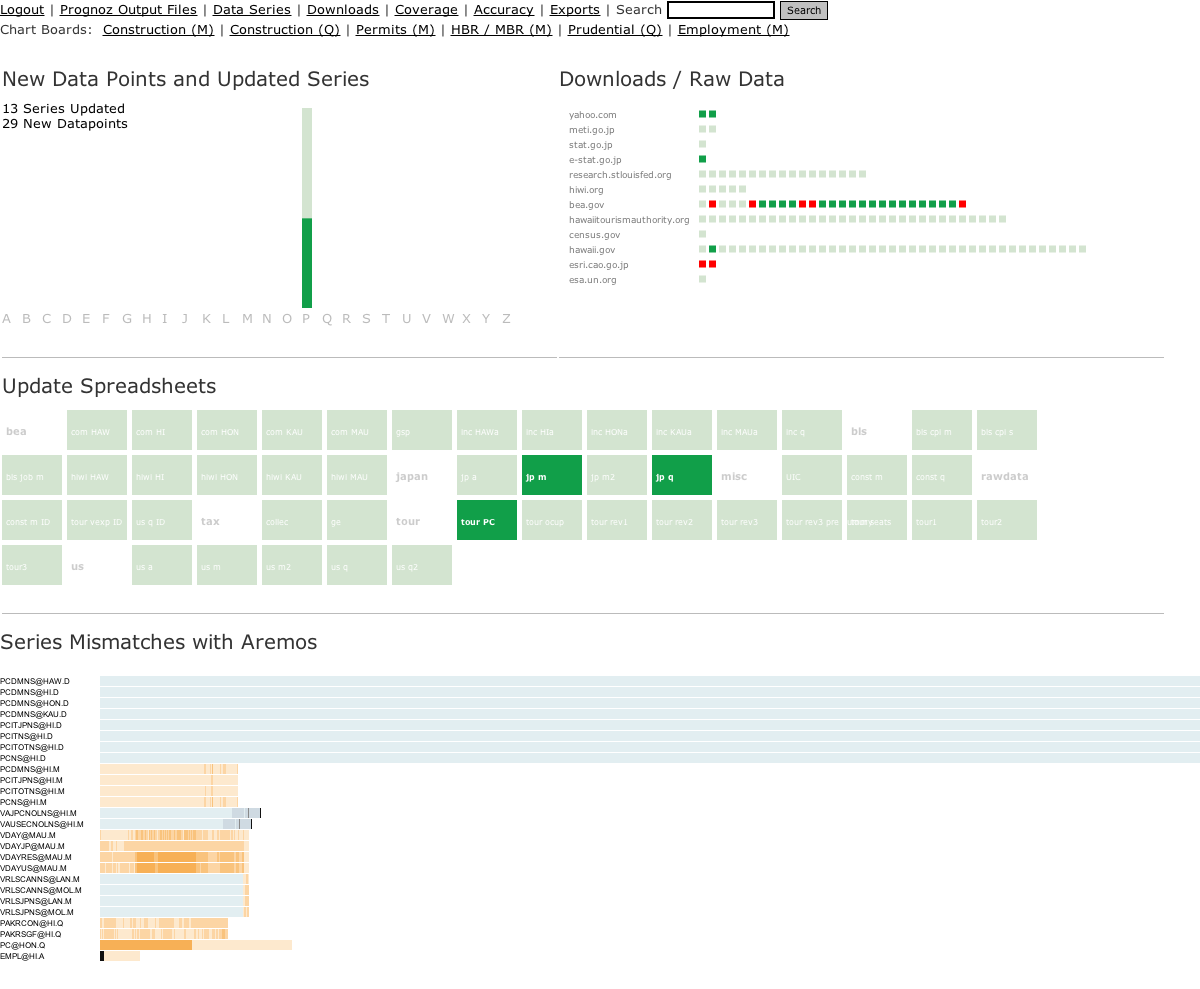 Logout | Prognoz Output Files | Data Series | Downloads | Coverage | Accuracy | Exports | Search Search
Chart Boards: Construction (M) | Construction (Q) | Permits (M) | HBR / MBR (M) | Prudential (Q) | Employment (M)
New Data Points and Updated Series
13 Series Updated
29 New Datapoints
A B C D E F G H I J K L M N O P Q R S T U V W X Y Z
Downloads / Raw Data
yahoo.com
meti.go.jp
stat.go.jp
e-stat.go.jp
research.stlouisfed.org
hiwi.org
bea.gov
hawaiitourismauthority.org
census.gov
hawaii.gov
esri.cao.go.jp
esa.un.org
Update Spreadsheets
bea com HAW com HI com HON com KAU com MAU gsp inc HAWa inc HIa inc HONa inc KAUa inc MAUa inc q bls bls cpi m bls cpi s
bls job m hiwi HAW hiwi HI hiwi HON hiwi KAU hiwi MAU japan jp a jp m jp m2 jp q misc UIC const m const q rawdata
const m ID tour vexp ID us q ID tax collec ge tour tour PC tour ocup tour rev1 tour rev2 tour rev3 tour rev3 pre seats tour1 tour2
tour3 us us a us m us m2 us q us q2
Series Mismatches with Aremos
PCDMNS@HAW.D
PCDMNS@HI.D
PCDMNS@HON.D
PCDMNS@KAU.D
PCITJPNS@HI.D
PCITNS@HI.D
PCITOTNS@HI.D
PCNS@HI.D
PCDMNS@HI.M
PCITJPNS@HI.M
PCITOTNS@HI.M
PCNS@HI.M
VAJPCNOLNS@HI.M
VAUSECNOLNS@HI.M
VDAY@MAU.M
VDAYJP@MAU.M
VDAYRES@MAU.M
VDAYUS@MAU.M
VRLSCANNS@LAN.M
VRLSCANNS@MOL.M
VRLSJPNS@LAN.M
VRLSJPNS@MOL.M
PAKRCON@HI.Q
PAKRSGF@HI.Q
PC@HON.Q
EMPL@HI.A